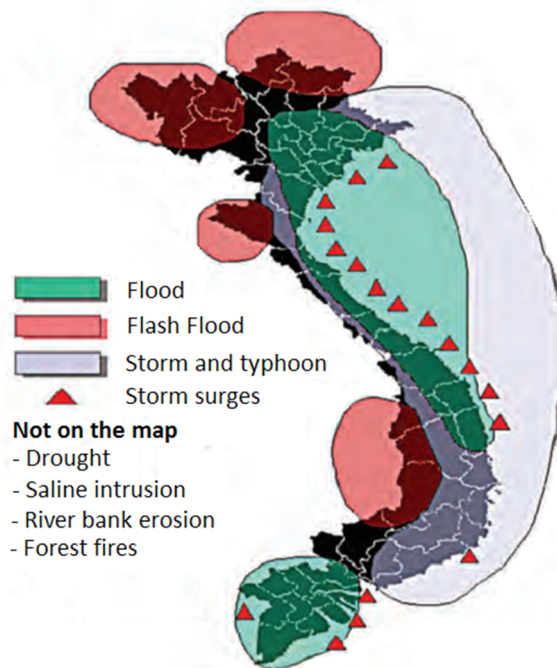 Flood
Flash Flood
Storm and typhoon
Storm surges
Not on the map
- Drought
- Saline intrusion
- River bank erosion
- Forest fires